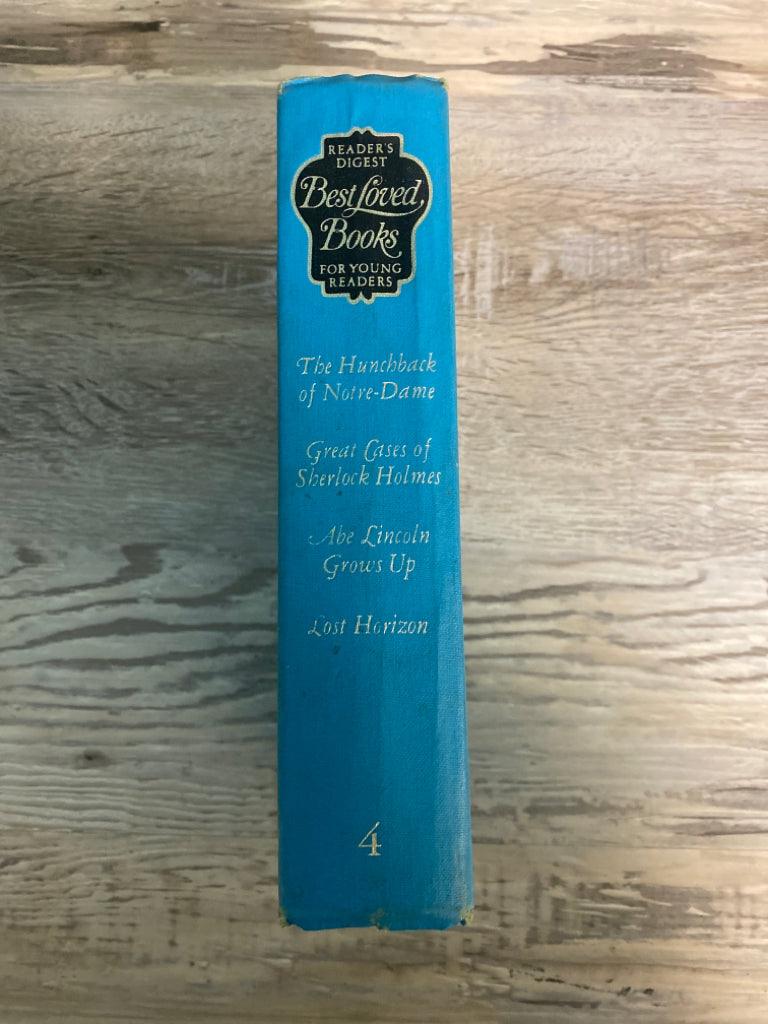 READER'S
DIGEST
Best Loved
Books
FOR YOUNG
READERS
The Hunchback
of Notre-Dame
Great Cases of
Sherlock Holmes
Abe Lincoln
Grows Up
Lost Horizon
4